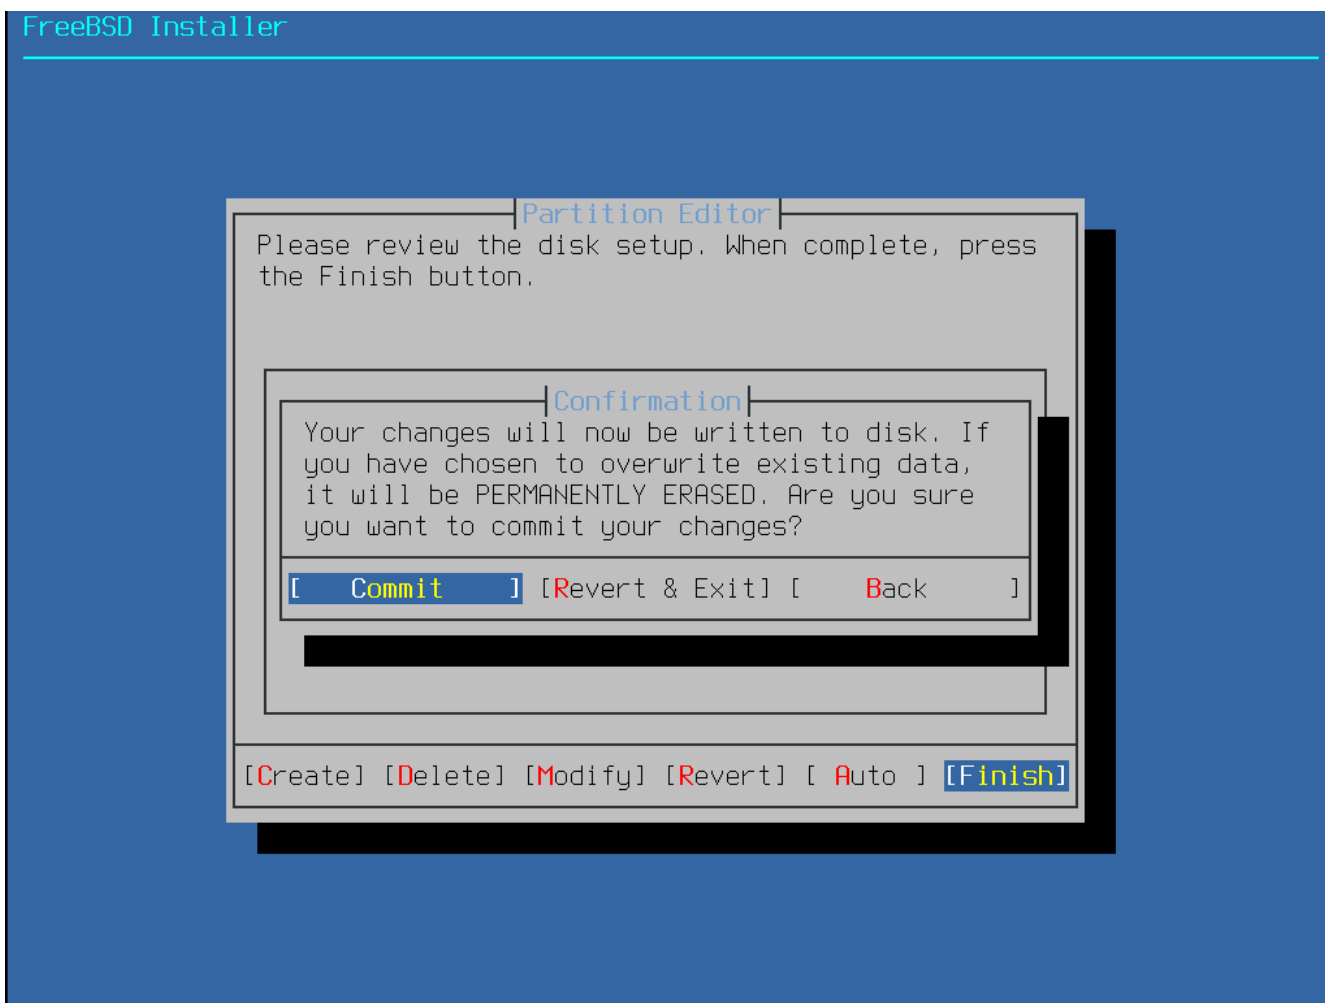 FreeBSD Installer
Partition Editor
Please review the disk setup. When complete, press
the Finish button.
Confirmation
Your changes will now be written to disk. If
you have chosen to overwrite existing data,
it will be PERMANENTLY ERASED. Are you sure
you want to commit your changes?
[ Commit ] [Revert & Exit] [ Back ]
[Create] [Delete] [Modify] [Revert] [ Auto ] [Finish]